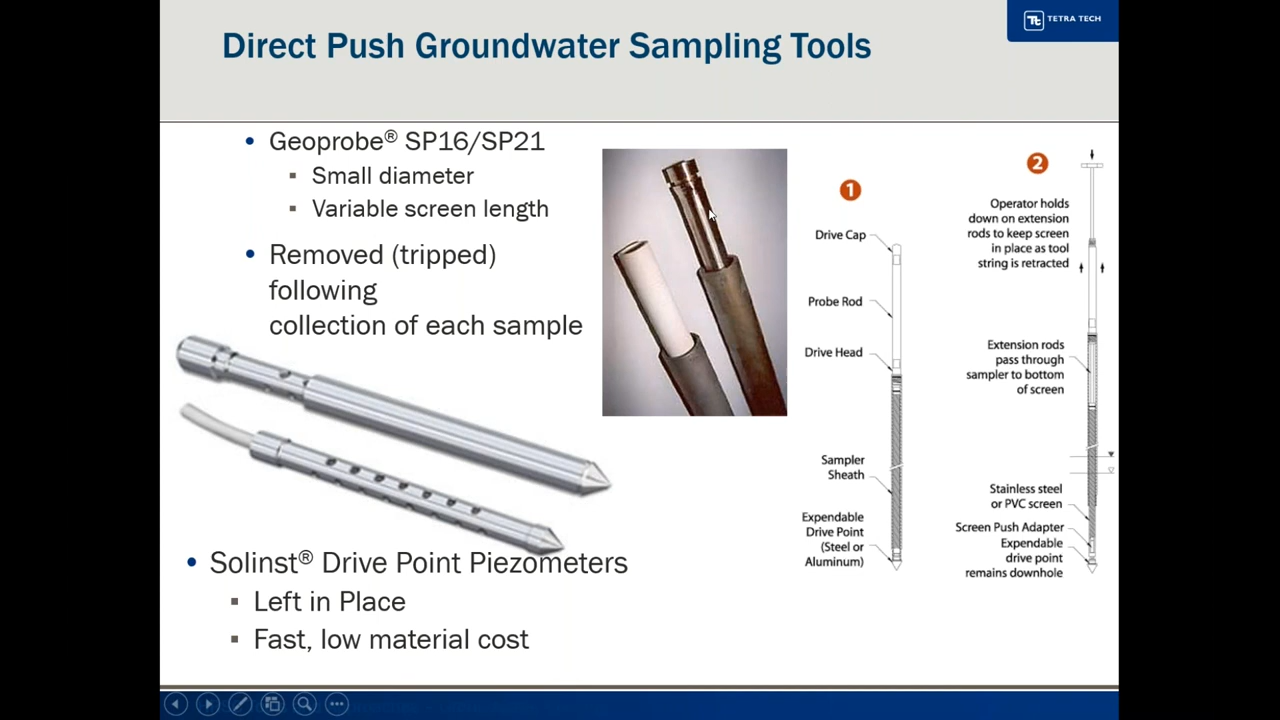 Direct Push Groundwater Sampling Tools
TETRA TECH
• Geoprobe® SP16/SP21
▪ Small diameter
▪ Variable screen length
• Removed (tripped)
following
collection of each sample
• Solinst® Drive Point Piezometers
▪ Left in Place
▪ Fast, low material cost
1
Drive Cap
Probe Rod
Drive Head
Sampler
Sheath
Expendable
Drive Point
(Steel or
Aluminum)
2
Operator holds
down on extension
rods to keep screen
in place as tool
string is retracted
Extension rods
pass through
sampler to bottom
of screen
Stainless steel
or PVC screen
Screen Push Adapter
Expendable
drive point
remains downhole